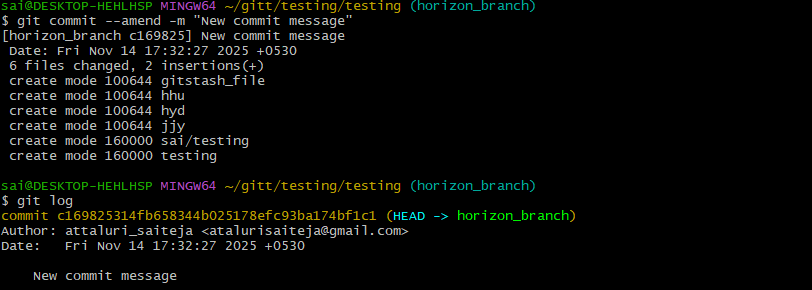 sai@DESKTOP-HEHLHSP MINGW64 ~/gitt/testing/testing (horizon_branch)
$ git commit --amend -m "New commit message"
[horizon_branch c169825] New commit message
 Date: Fri Nov 14 17:32:27 2025 +0530
 6 files changed, 2 insertions(+)
 create mode 100644 gitstash_file
 create mode 100644 hhu
 create mode 100644 hyd
 create mode 100644 jjy
 create mode 160000 sai/testing
 create mode 160000 testing

sai@DESKTOP-HEHLHSP MINGW64 ~/gitt/testing/testing (horizon_branch)
$ git log
commit c169825314fb658344b025178efc93ba174bf1c1 (HEAD -> horizon_branch)
Author: attaluri_saiteja <atalurisaiteja@gmail.com>
Date:   Fri Nov 14 17:32:27 2025 +0530

    New commit message